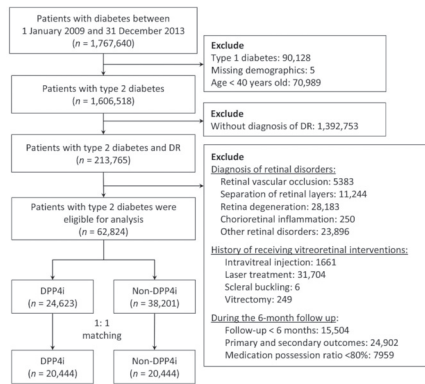 Patients with diabetes between
1 January 2009 and 31 December 2013
(n = 1,767,640)
Exclude
Type 1 diabetes: 90,128
Missing demographics: 5
Age < 40 years old: 70,989
Patients with type 2 diabetes
(n = 1,606,518)
Exclude
Without diagnosis of DR: 1,392,753
Patients with type 2 diabetes and DR
(n = 213,765)
Exclude
Diagnosis of retinal disorders:
Retinal vascular occlusion: 5383
Separation of retinal layers: 11,244
Retina degeneration: 28,183
Chorioretinal inflammation: 250
Other retinal disorders: 23,896
History of receiving vitreoretinal interventions:
Intravitreal injection: 1661
Laser treatment: 31,704
Scleral buckling: 6
Vitrectomy: 249
During the 6-month follow up:
Follow-up < 6 months: 15,504
Primary and secondary outcomes: 24,902
Medication possession ratio <80%: 7959
Patients with type 2 diabetes were
eligible for analysis
(n = 62,824)
DPP4i
(n = 24,623)
Non-DPP4i
(n = 38,201)
1: 1
matching
DPP4i
(n = 20,444)
Non-DPP4i
(n = 20,444)